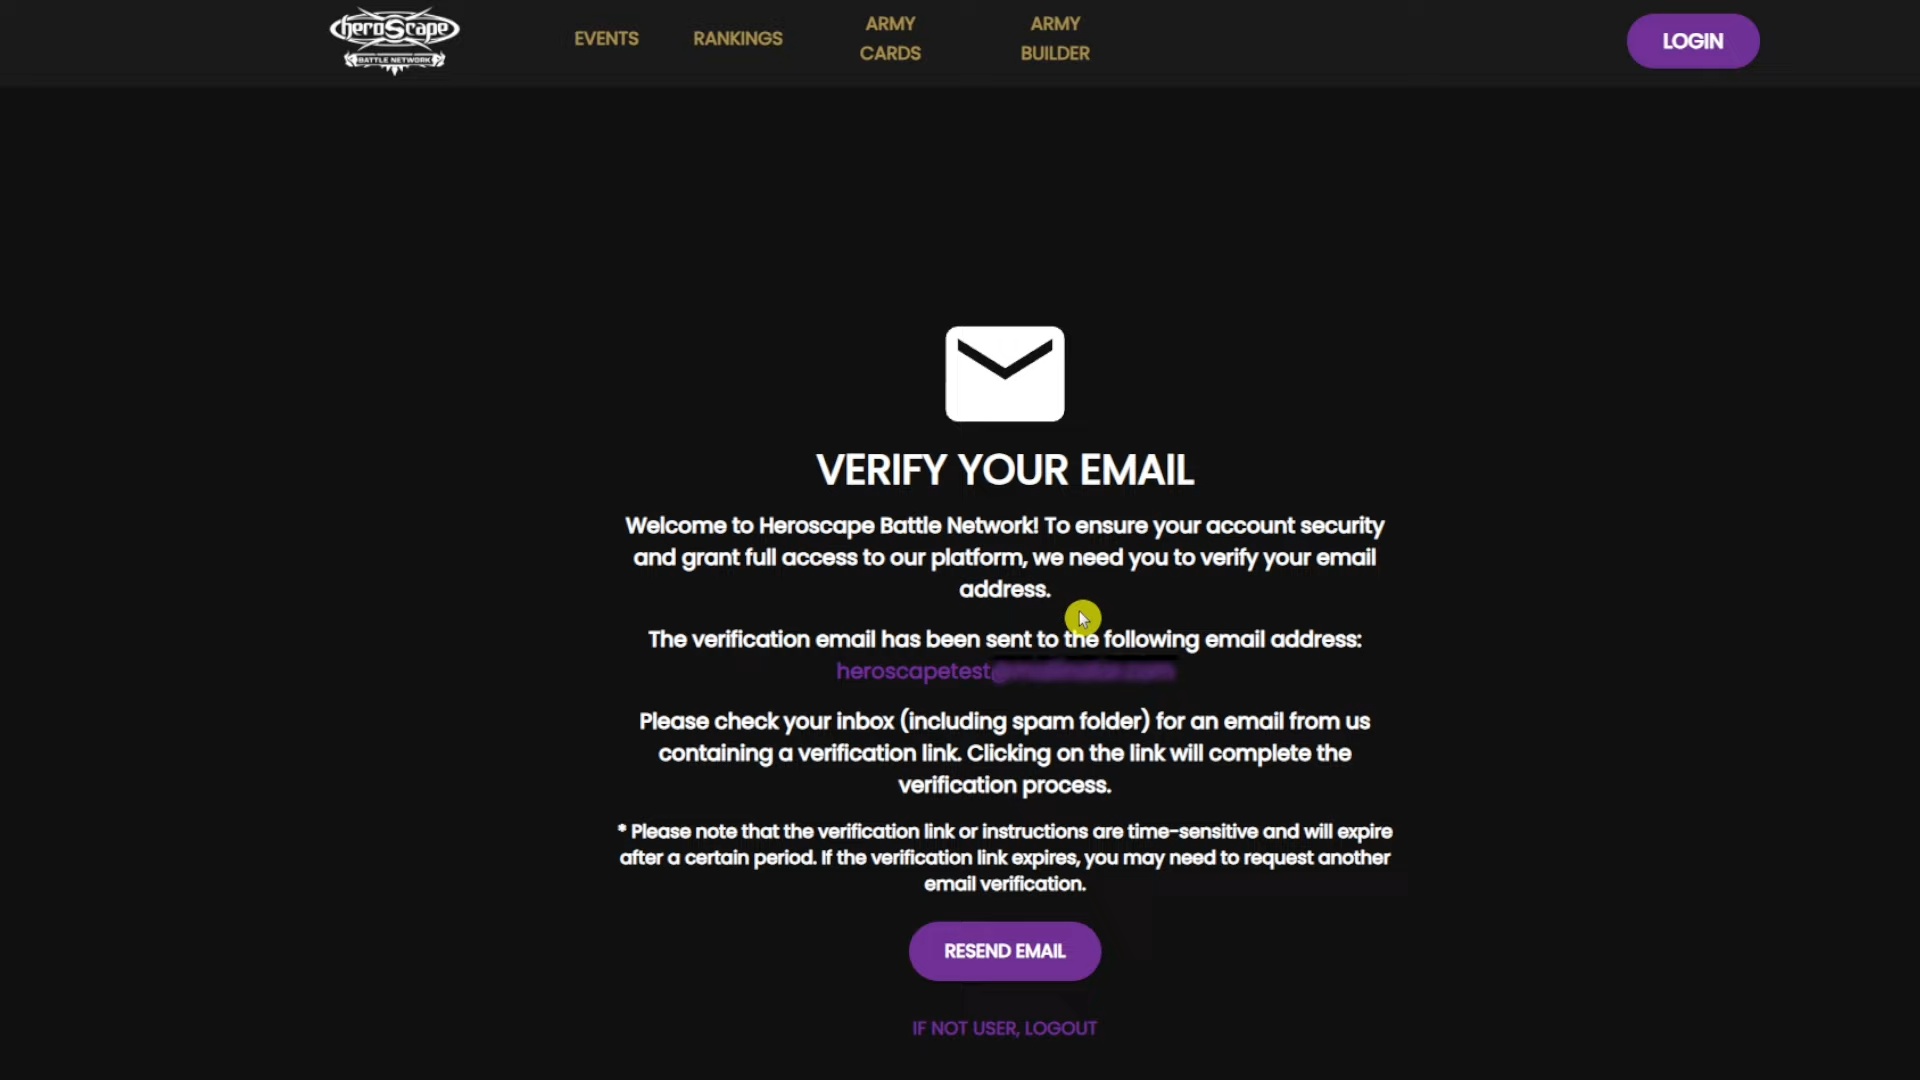 heroScape
BATTLE NETWORK
EVENTS
RANKINGS
ARMY
CARDS
ARMY
BUILDER
LOGIN
VERIFY YOUR EMAIL
Welcome to Heroscape Battle Network! To ensure your account security
and grant full access to our platform, we need you to verify your email
address.
The verification email has been sent to the following email address:
heroscapetest
Please check your inbox (including spam folder) for an email from us
containing a verification link. Clicking on the link will complete the
verification process.
* Please note that the verification link or instructions are time-sensitive and will expire
after a certain period. If the verification link expires, you may need to request another
email verification.
RESEND EMAIL
IF NOT USER, LOGOUT